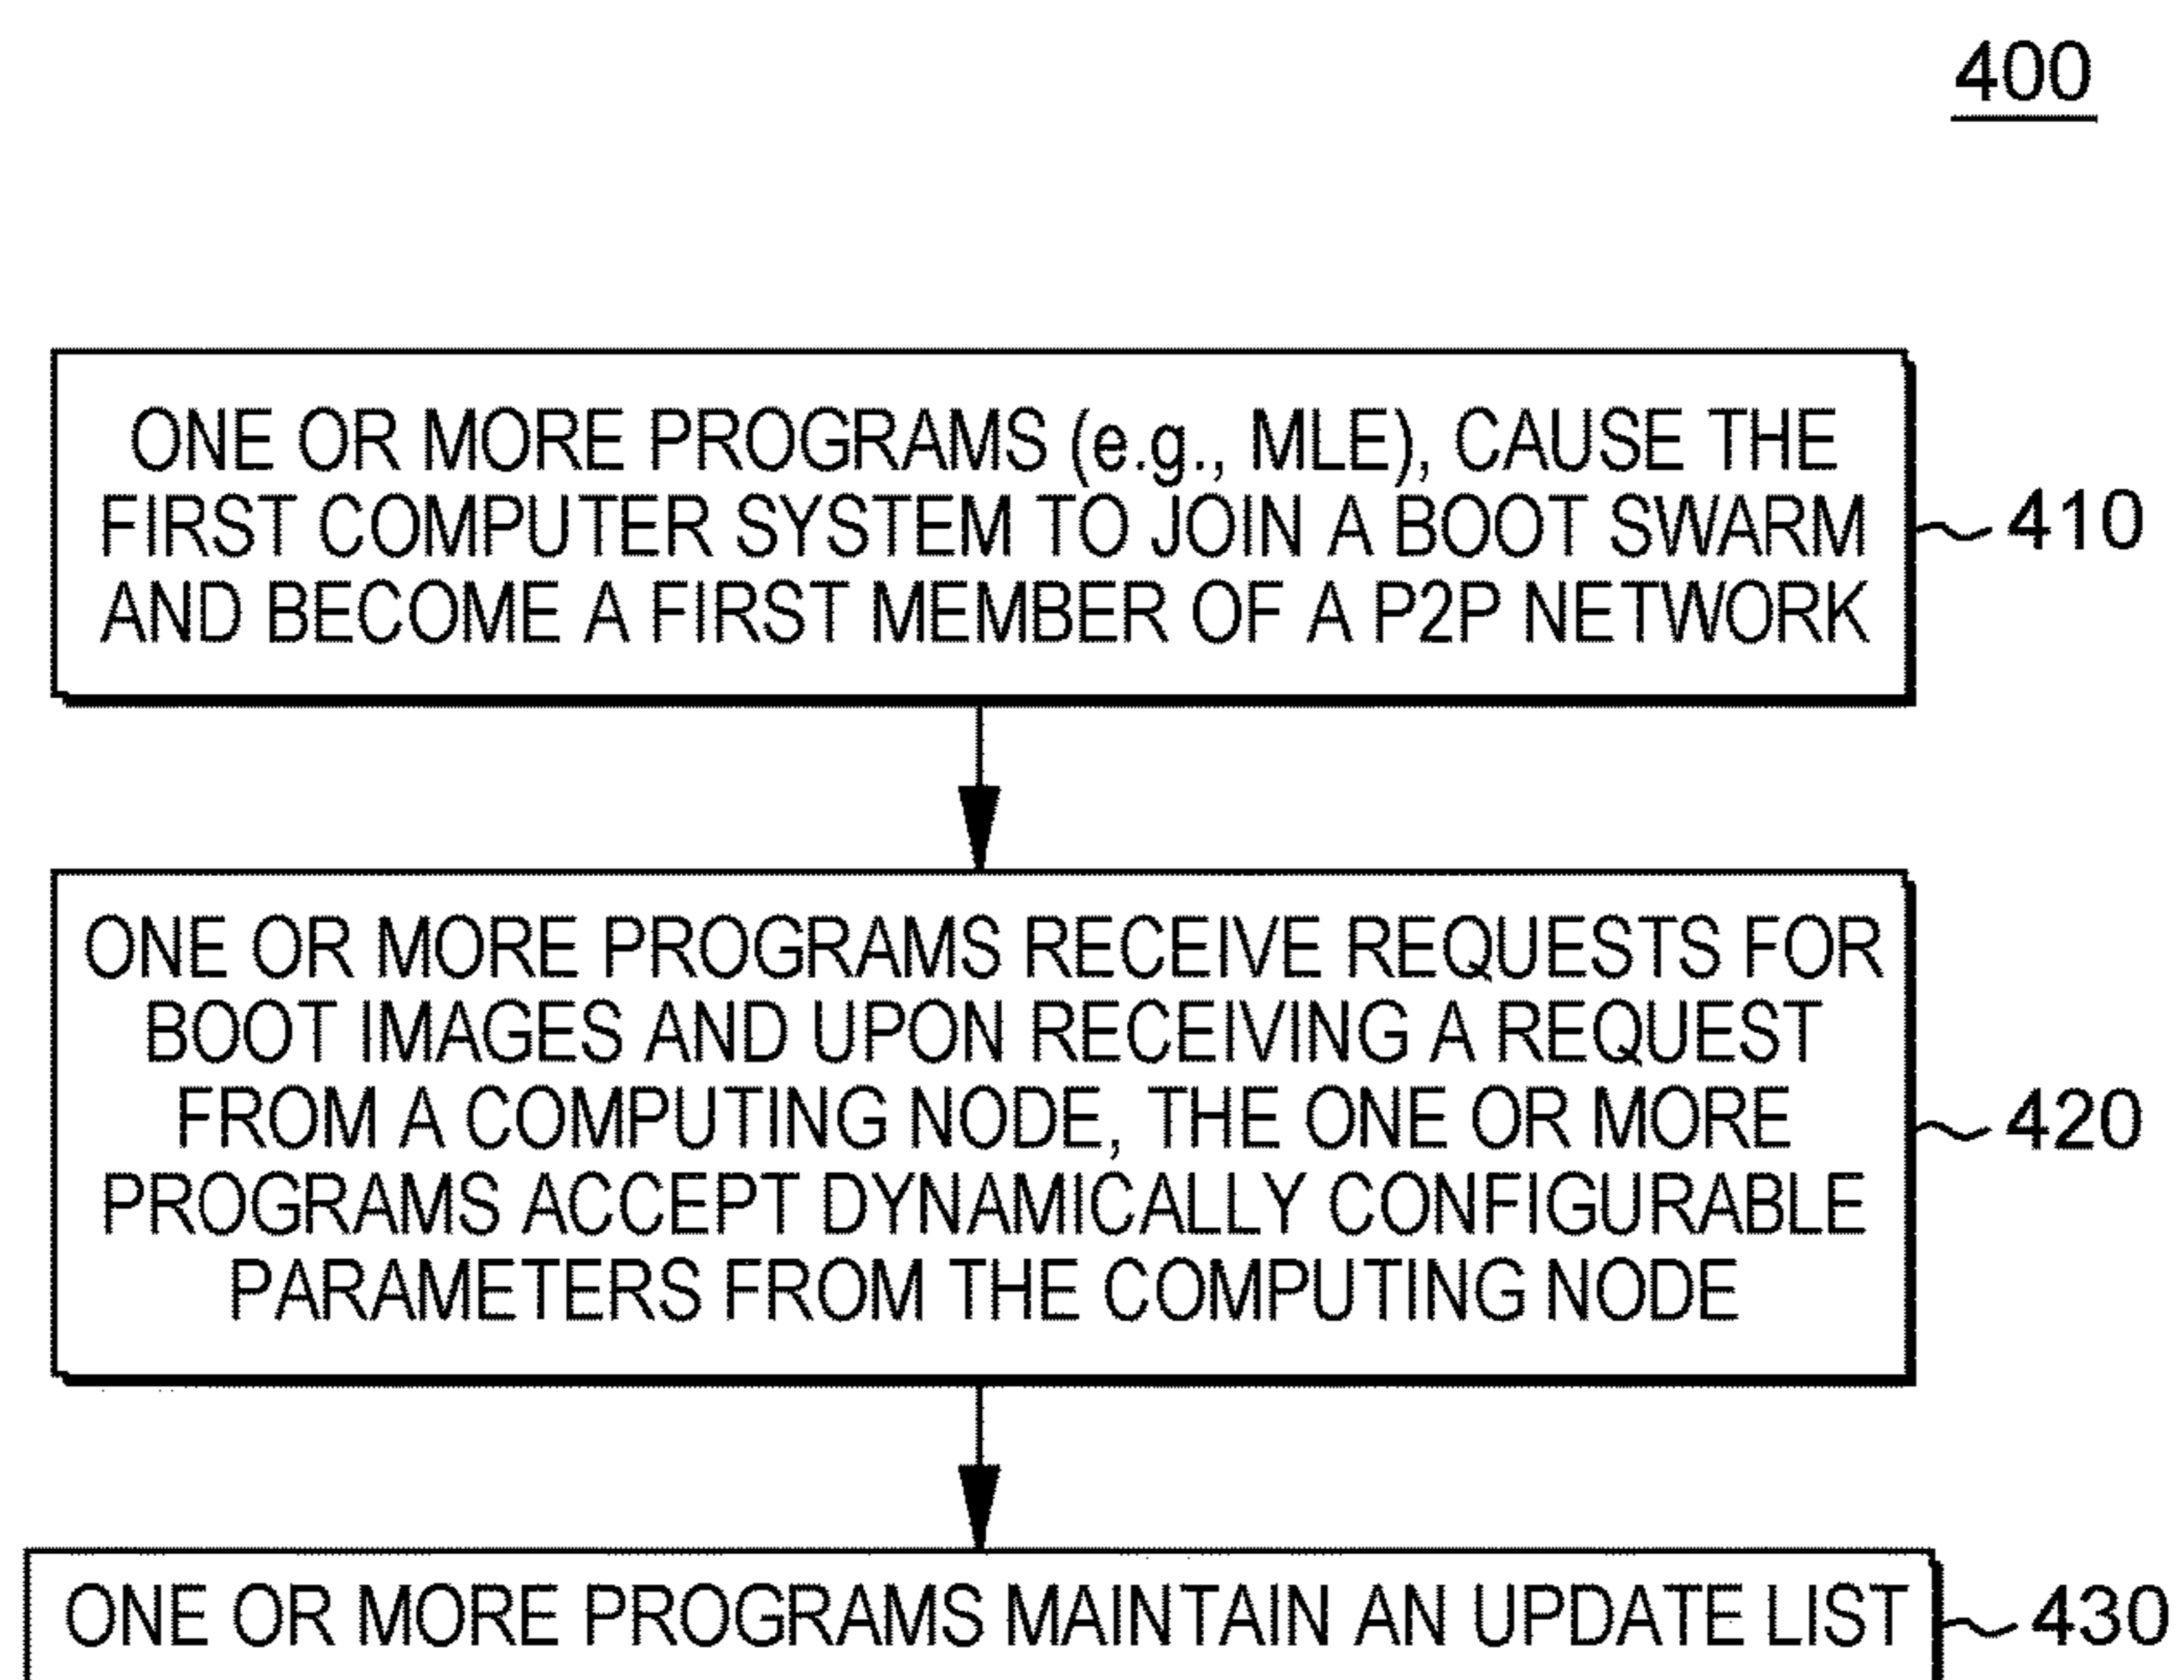 400
ONE OR MORE PROGRAMS (e.g., MLE), CAUSE THE
FIRST COMPUTER SYSTEM TO JOIN A BOOT SWARM
AND BECOME A FIRST MEMBER OF A P2P NETWORK
410
ONE OR MORE PROGRAMS RECEIVE REQUESTS FOR
BOOT IMAGES AND UPON RECEIVING A REQUEST
FROM A COMPUTING NODE, THE ONE OR MORE
PROGRAMS ACCEPT DYNAMICALLY CONFIGURABLE
PARAMETERS FROM THE COMPUTING NODE
420
ONE OR MORE PROGRAMS MAINTAIN AN UPDATE LIST
430